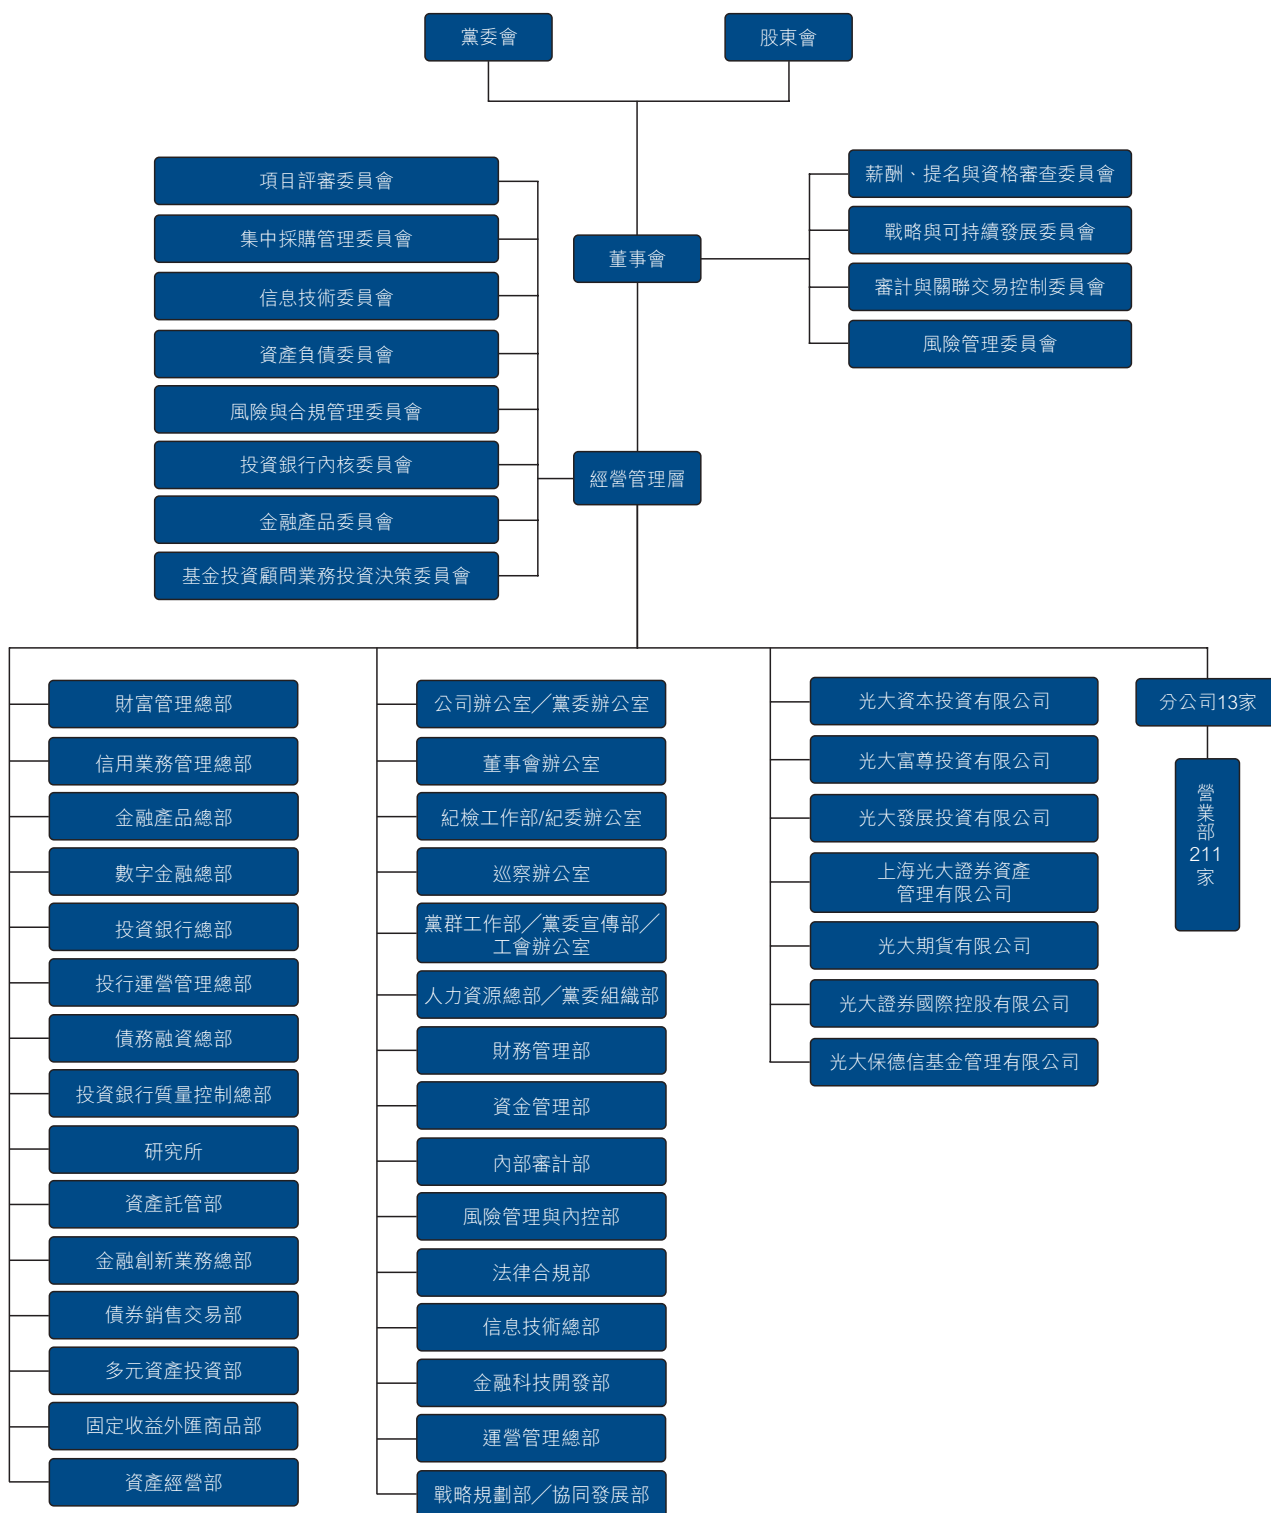 黨委會
股東會
項目評審委員會
集中採購管理委員會
信息技術委員會
資產負債委員會
風險與合規管理委員會
投資銀行內核委員會
金融產品委員會
基金投資顧問業務投資決策委員會
董事會
經營管理層
薪酬、提名與資格審查委員會
戰略與可持續發展委員會
審計與關聯交易控制委員會
風險管理委員會
財富管理總部
信用業務管理總部
金融產品總部
數字金融總部
投資銀行總部
投行運營管理總部
債務融資總部
投資銀行質量控制總部
研究所
資產託管部
金融創新業務總部
債券銷售交易部
多元資產投資部
固定收益外匯商品部
資產經營部
公司辦公室／黨委辦公室
董事會辦公室
紀檢工作部/紀委辦公室
巡察辦公室
黨群工作部／黨委宣傳部／
工會辦公室
人力資源總部／黨委組織部
財務管理部
資金管理部
內部審計部
風險管理與內控部
法律合規部
信息技術總部
金融科技開發部
運營管理總部
戰略規劃部／協同發展部
光大資本投資有限公司
光大富尊投資有限公司
光大發展投資有限公司
上海光大證券資產
管理有限公司
光大期貨有限公司
光大證券國際控股有限公司
光大保德信基金管理有限公司
分公司13家
營業部
211
家